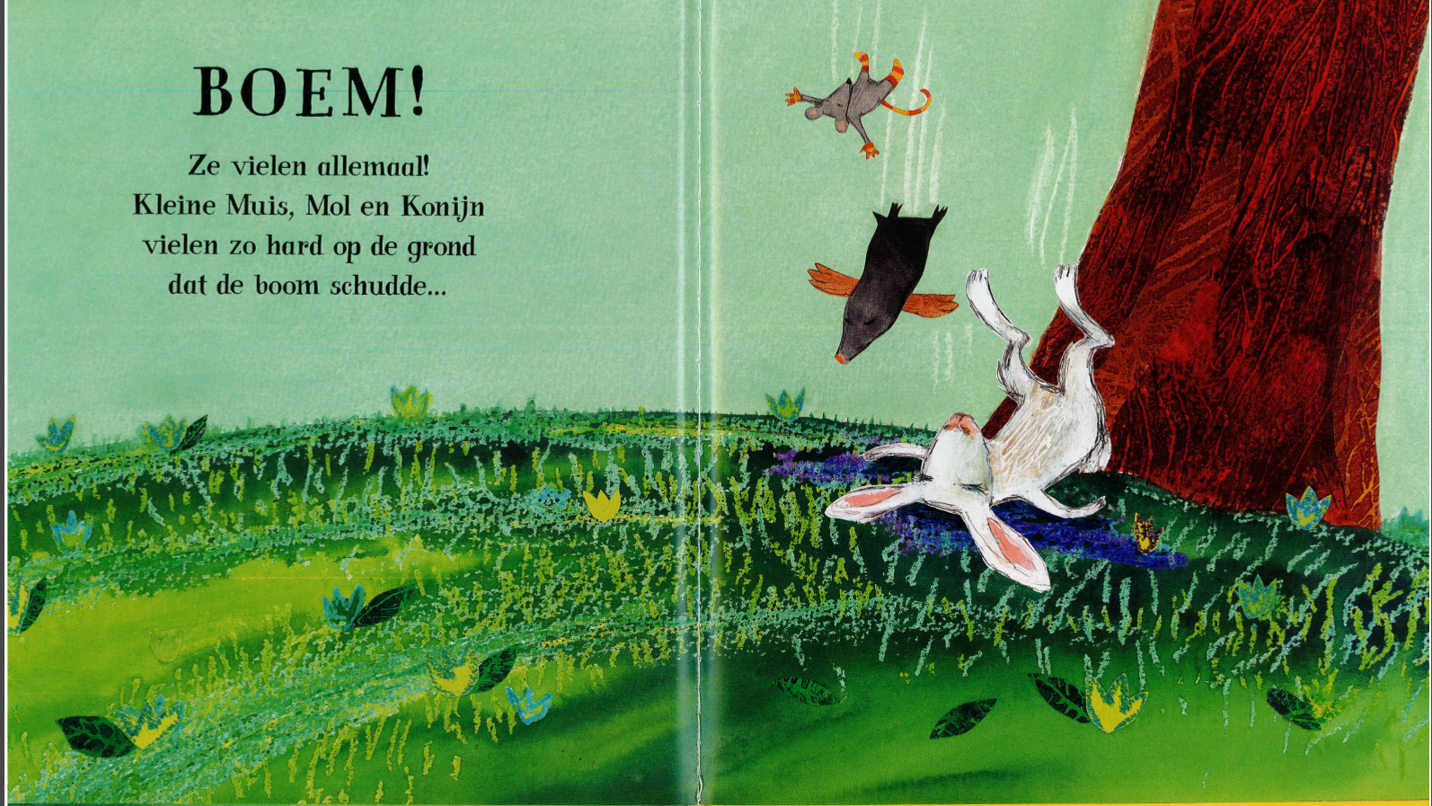 BOEM!
Ze vielen allemaal!
Kleine Muis, Mol en Konijn
vielen zo hard op de grond
dat de boom schudde...